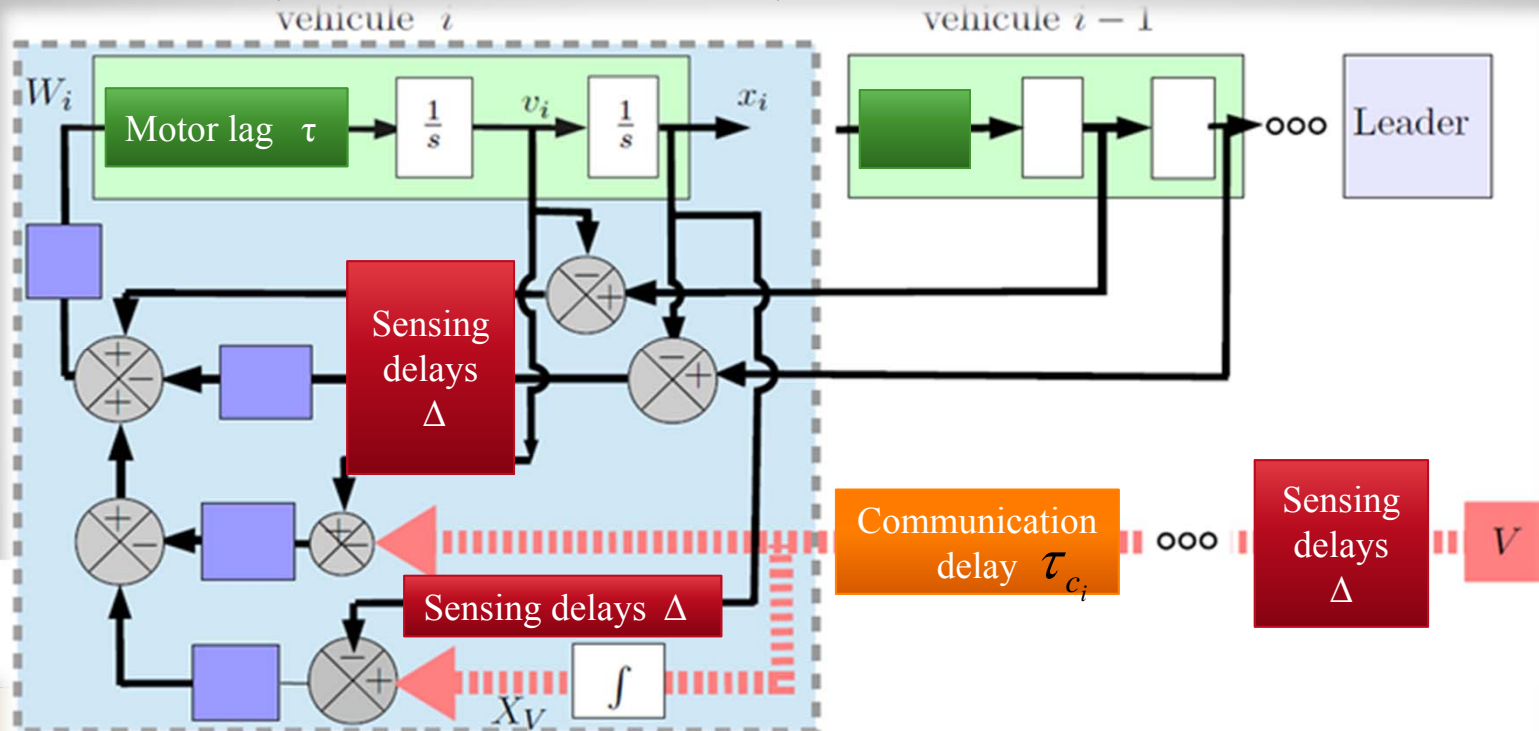 vehicule i
vehicule i − 1
W_i
Motor lag τ
1/s
v_i
1/s
x_i
Leader
−
+
Sensing
delays
Δ
+
−
+
−
+
+
−
+
−
Communication
delay τ_{c_i}
Sensing
delays
Δ
V
Sensing delays Δ
−
+
X_V
∫